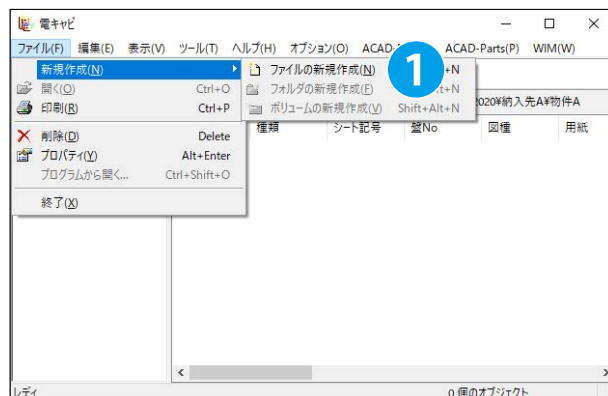 電キャビ
ファイル(F) 編集(E) 表示(V) ツール(T) ヘルプ(H) オプション(O) ACAD- ACAD-Parts(P) WIM(W)
新規作成(N)
ファイルの新規作成(N) +N
1
開く(O) Ctrl+O
フォルダの新規作成(F) +N
印刷(R) Ctrl+P
ボリュームの新規作成(V) Shift+Alt+N
2020¥納入先A¥物件A
種類 シート記号 盤No 図種 用紙
削除(D) Delete
プロパティ(Y) Alt+Enter
プログラムから開く... Ctrl+Shift+O
終了(X)
レディ 0 個のオブジェクト